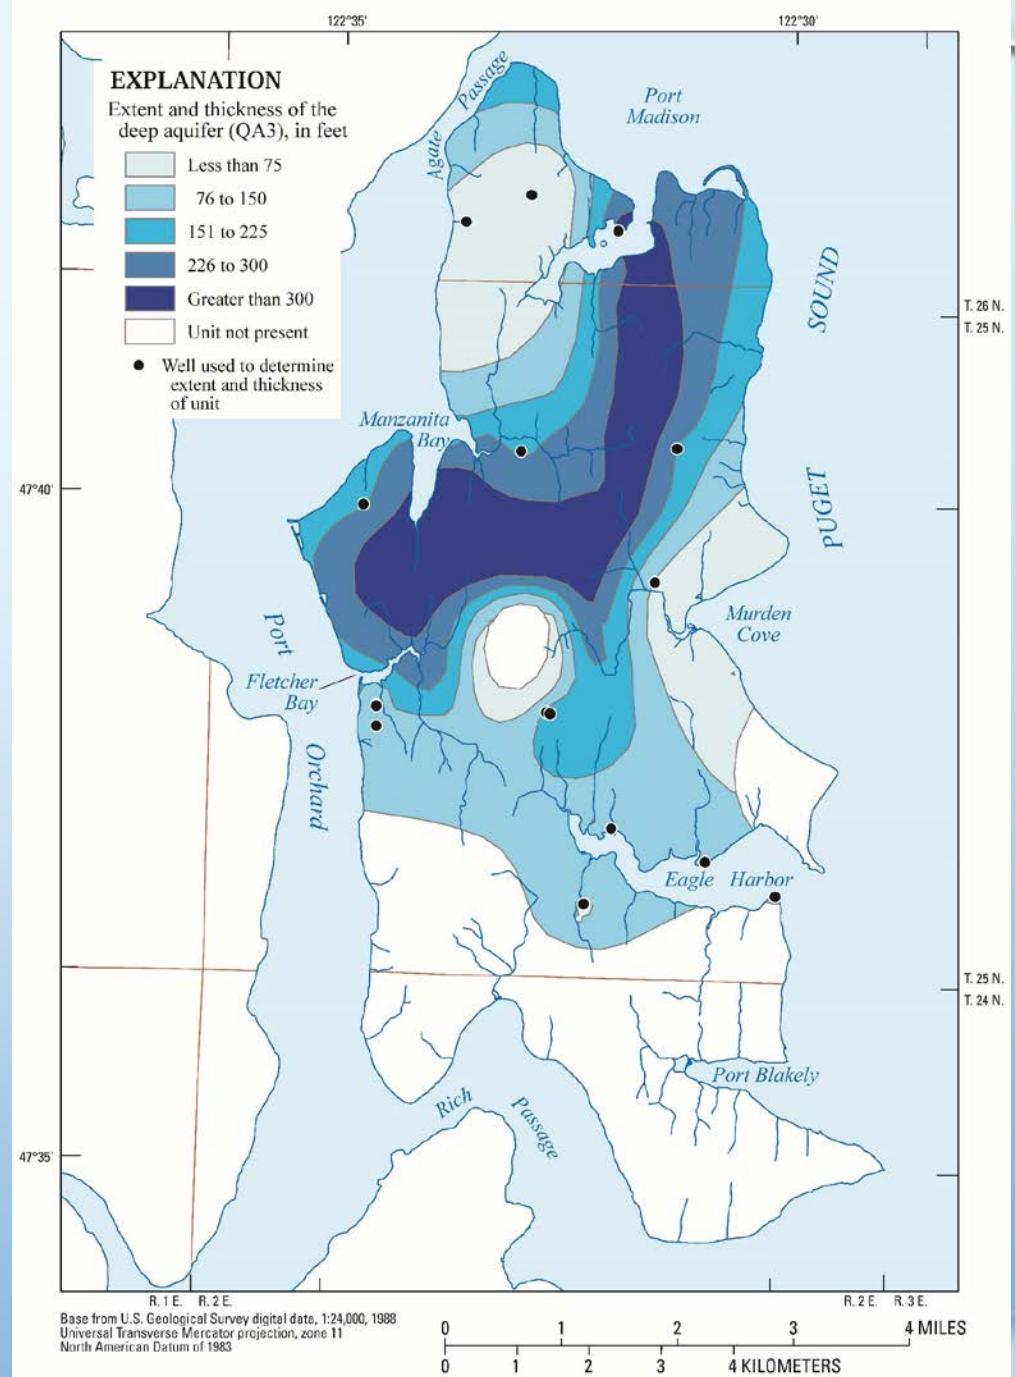 122°35'
122°30'
EXPLANATION
Extent and thickness of the
deep aquifer (QA3), in feet
Less than 75
76 to 150
151 to 225
226 to 300
Greater than 300
Unit not present
Well used to determine
extent and thickness
of unit
Agate Passage
Port
Madison
PUGET SOUND
T. 26 N.
T. 25 N.
Manzanita
Bay
47°40'
Murden
Cove
Port Orchard
Fletcher
Bay
Eagle Harbor
T. 25 N.
T. 24 N.
Port Blakely
Rich Passage
47°35'
R. 1 E. R. 2 E.
R. 2 E. R. 3 E.
Base from U.S. Geological Survey digital data, 1:24,000, 1988
Universal Transverse Mercator projection, zone 11
North American Datum of 1983
0 1 2 3 4 MILES
0 1 2 3 4 KILOMETERS